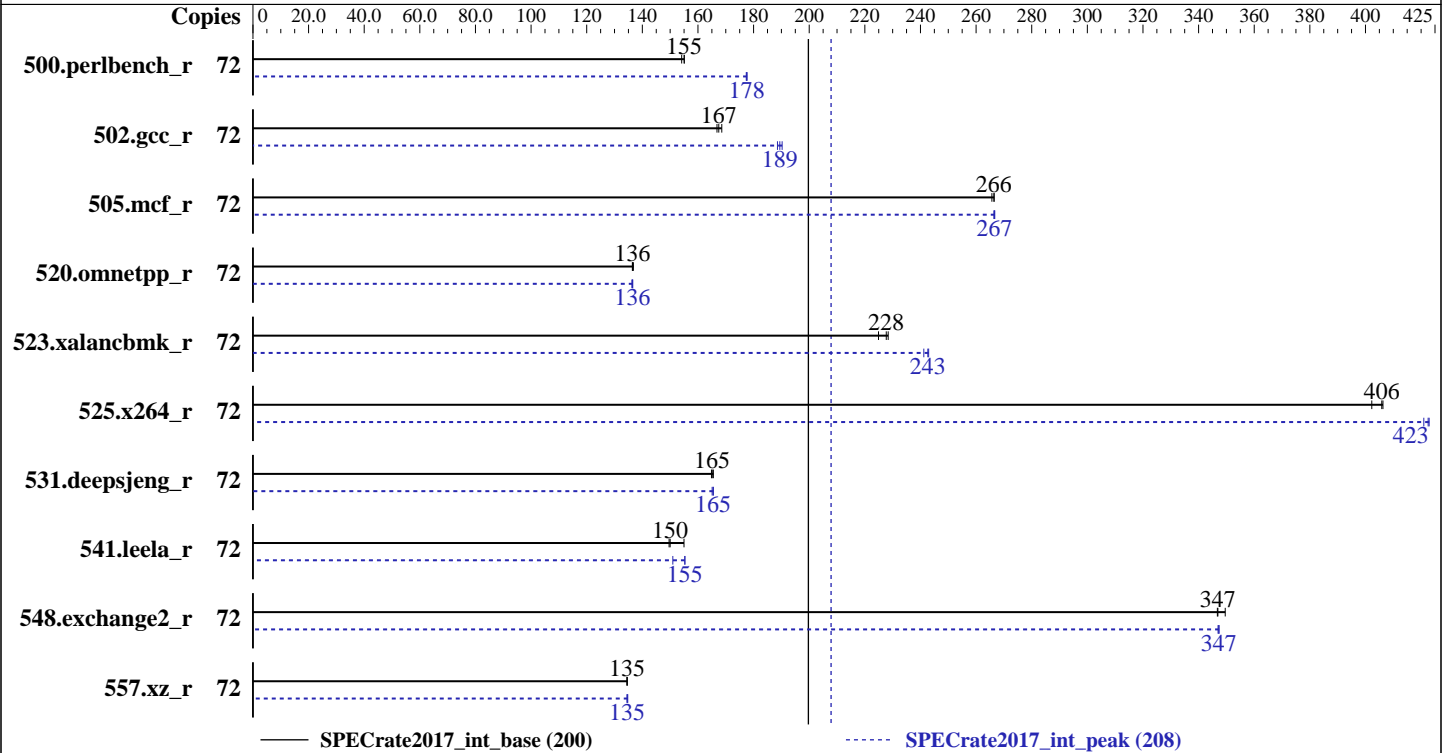 Copies 0 20.0 40.0 60.0 80.0 100 120 140 160 180 200 220 240 260 280 300 320 340 360 380 400 425
500.perlbench_r 72 155
178
502.gcc_r 72 167
189
505.mcf_r 72 266
267
520.omnetpp_r 72 136
136
523.xalancbmk_r 72 228
243
525.x264_r 72 406
423
531.deepsjeng_r 72 165
165
541.leela_r 72 150
155
548.exchange2_r 72 347
347
557.xz_r 72 135
135
SPECrate2017_int_base (200) SPECrate2017_int_peak (208)